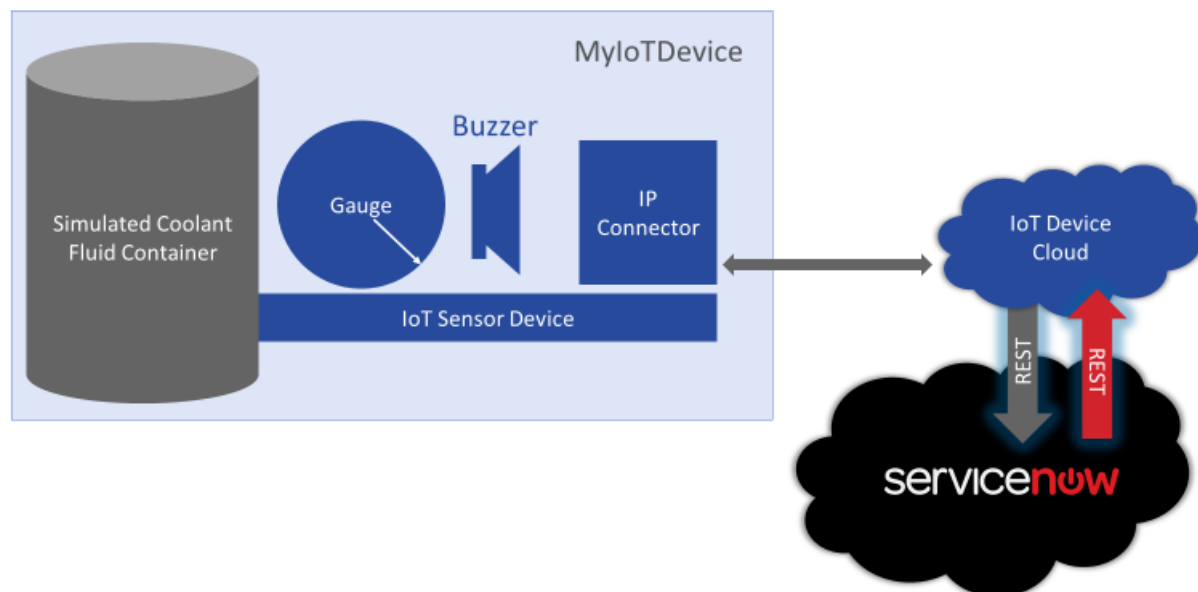 MyIoTDevice
Buzzer
Simulated Coolant
Fluid Container
Gauge
IP
Connector
IoT Sensor Device
IoT Device
Cloud
REST
REST
servicenow